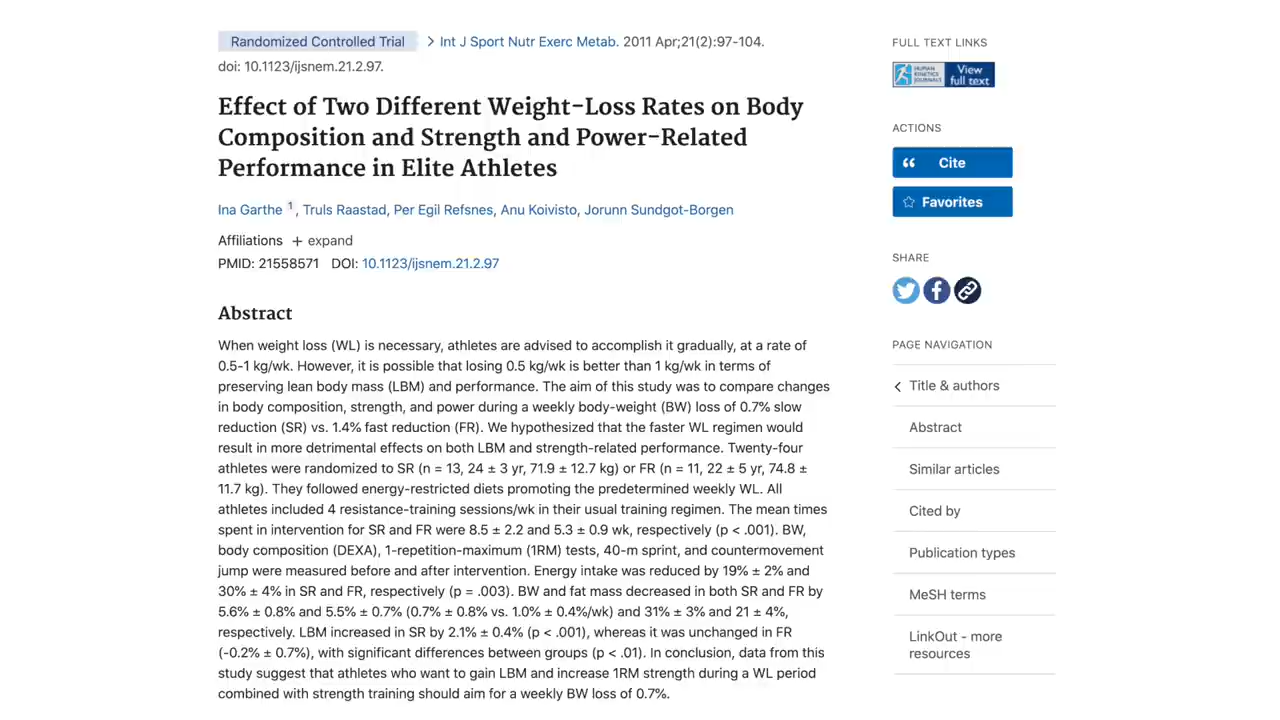 Randomized Controlled Trial > Int J Sport Nutr Exerc Metab. 2011 Apr;21(2):97-104.
doi: 10.1123/ijsnem.21.2.97.
Effect of Two Different Weight-Loss Rates on Body
Composition and Strength and Power-Related
Performance in Elite Athletes
Ina Garthe 1, Truls Raastad, Per Egil Refsnes, Anu Koivisto, Jorunn Sundgot-Borgen
Affiliations + expand
PMID: 21558571 DOI: 10.1123/ijsnem.21.2.97
Abstract
When weight loss (WL) is necessary, athletes are advised to accomplish it gradually, at a rate of
0.5-1 kg/wk. However, it is possible that losing 0.5 kg/wk is better than 1 kg/wk in terms of
preserving lean body mass (LBM) and performance. The aim of this study was to compare changes
in body composition, strength, and power during a weekly body-weight (BW) loss of 0.7% slow
reduction (SR) vs. 1.4% fast reduction (FR). We hypothesized that the faster WL regimen would
result in more detrimental effects on both LBM and strength-related performance. Twenty-four
athletes were randomized to SR (n = 13, 24 ± 3 yr, 71.9 ± 12.7 kg) or FR (n = 11, 22 ± 5 yr, 74.8 ±
11.7 kg). They followed energy-restricted diets promoting the predetermined weekly WL. All
athletes included 4 resistance-training sessions/wk in their usual training regimen. The mean times
spent in intervention for SR and FR were 8.5 ± 2.2 and 5.3 ± 0.9 wk, respectively (p < .001). BW,
body composition (DEXA), 1-repetition-maximum (1RM) tests, 40-m sprint, and countermovement
jump were measured before and after intervention. Energy intake was reduced by 19% ± 2% and
30% ± 4% in SR and FR, respectively (p = .003). BW and fat mass decreased in both SR and FR by
5.6% ± 0.8% and 5.5% ± 0.7% (0.7% ± 0.8% vs. 1.0% ± 0.4%/wk) and 31% ± 3% and 21 ± 4%,
respectively. LBM increased in SR by 2.1% ± 0.4% (p < .001), whereas it was unchanged in FR
(-0.2% ± 0.7%), with significant differences between groups (p < .01). In conclusion, data from this
study suggest that athletes who want to gain LBM and increase 1RM strength during a WL period
combined with strength training should aim for a weekly BW loss of 0.7%.
FULL TEXT LINKS
HUMAN KINETICS JOURNALS
View
full text
ACTIONS
Cite
Favorites
SHARE
PAGE NAVIGATION
Title & authors
Abstract
Similar articles
Cited by
Publication types
MeSH terms
LinkOut - more
resources